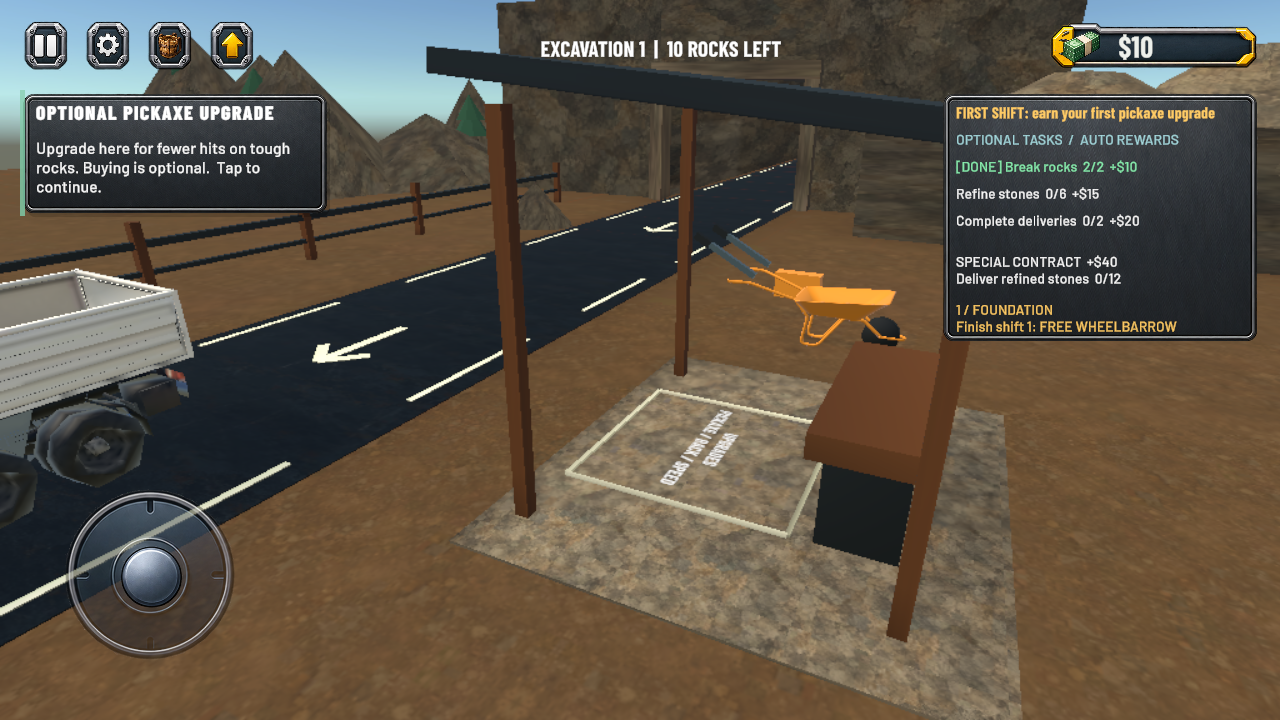 EXCAVATION 1 | 10 ROCKS LEFT
$10
OPTIONAL PICKAXE UPGRADE
Upgrade here for fewer hits on tough
rocks. Buying is optional. Tap to
continue.
FIRST SHIFT: earn your first pickaxe upgrade
OPTIONAL TASKS / AUTO REWARDS
[DONE] Break rocks 2/2 +$10
Refine stones 0/6 +$15
Complete deliveries 0/2 +$20
SPECIAL CONTRACT +$40
Deliver refined stones 0/12
1 / FOUNDATION
Finish shift 1: FREE WHEELBARROW
UPGRADES
PICKAXE / BACK / SPEED